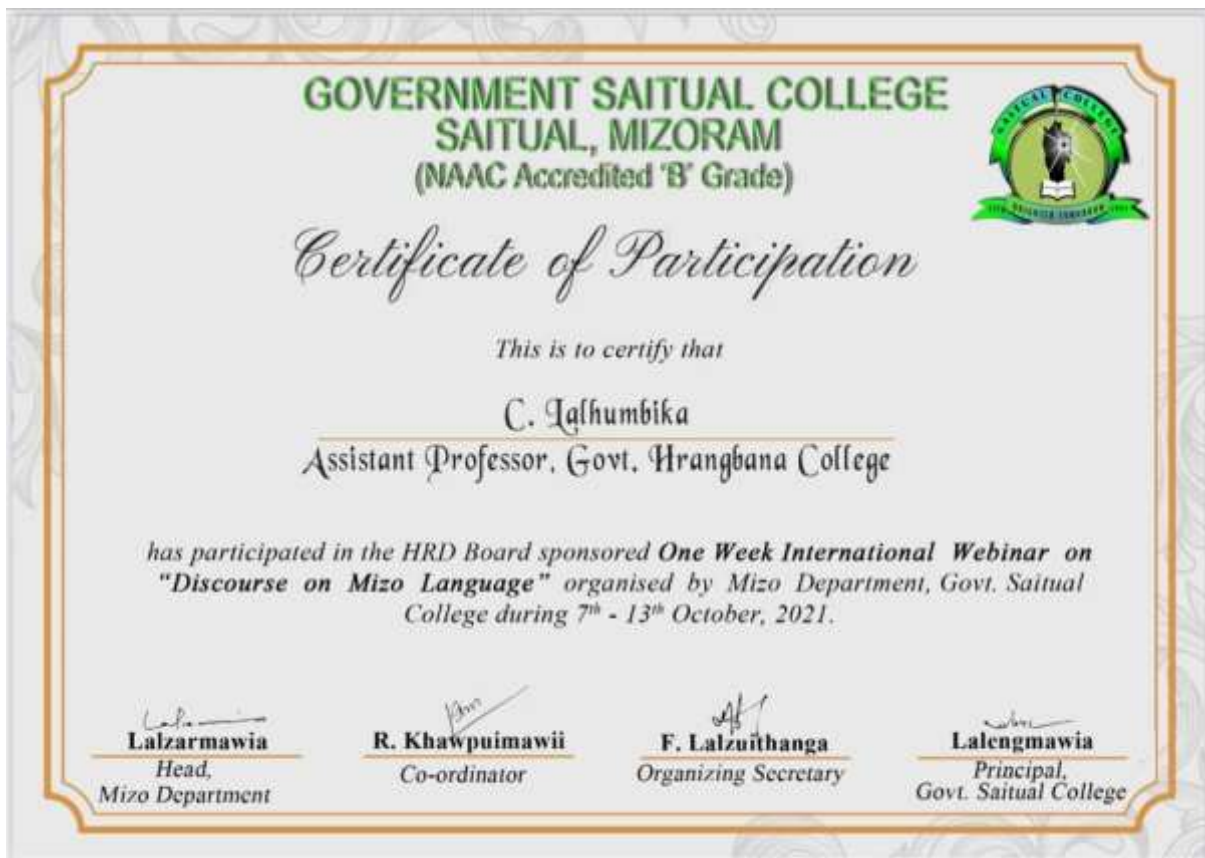 GOVERNMENT SAITUAL COLLEGE
SAITUAL, MIZORAM
(NAAC Accredited 'B' Grade)
SAITUAL COLLEGE
Certificate of Participation
This is to certify that
C. Lalhumbika
Assistant Professor, Govt. Hrangbana College
has participated in the HRD Board sponsored One Week International Webinar on
"Discourse on Mizo Language" organised by Mizo Department, Govt. Saitual
College during 7th - 13th October, 2021.
Lalzarmawia
Head,
Mizo Department
R. Khawpuimawii
Co-ordinator
F. Lalzuithanga
Organizing Secretary
Lalengmawia
Principal,
Govt. Saitual College